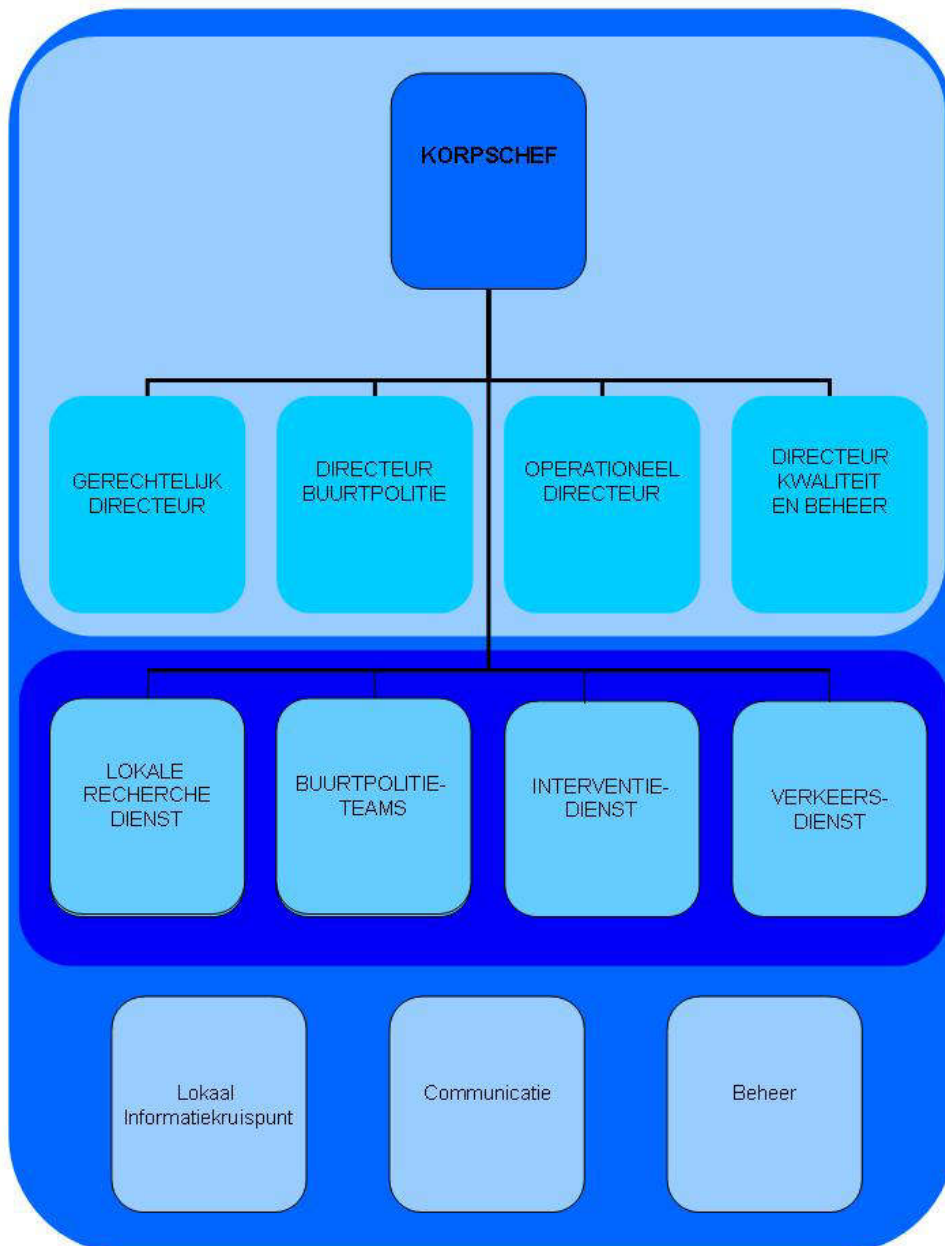 KORPSCHEF
GERECHTELIJK
DIRECTEUR
DIRECTEUR
BUURTPOLITIE
OPERATIONEEL
DIRECTEUR
DIRECTEUR
KWALITEIT
EN BEHEER
LOKALE
RECHERCHE
DIENST
BUURTPOLITIE-
TEAMS
INTERVENTIE-
DIENST
VERKEERS-
DIENST
Lokaal
Informatiekruispunt
Communicatie
Beheer